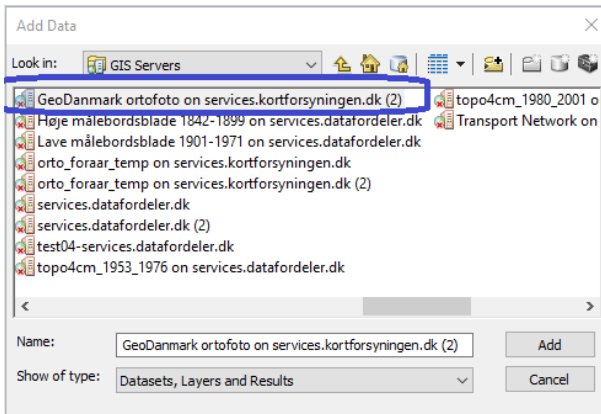 Add Data
Look in: GIS Servers
GeoDanmark ortofoto on services.kortforsyningen.dk (2)
Høje målebordsblade 1842-1899 on services.datafordeler.dk
Lave målebordsblade 1901-1971 on services.datafordeler.dk
orto_foraar_temp on services.kortforsyningen.dk
orto_foraar_temp on services.kortforsyningen.dk (2)
services.datafordeler.dk
services.datafordeler.dk (2)
test04-services.datafordeler.dk
topo4cm_1953_1976 on services.datafordeler.dk
topo4cm_1980_2001 o
Transport Network on
Name: GeoDanmark ortofoto on services.kortforsyningen.dk (2) Add
Show of type: Datasets, Layers and Results Cancel